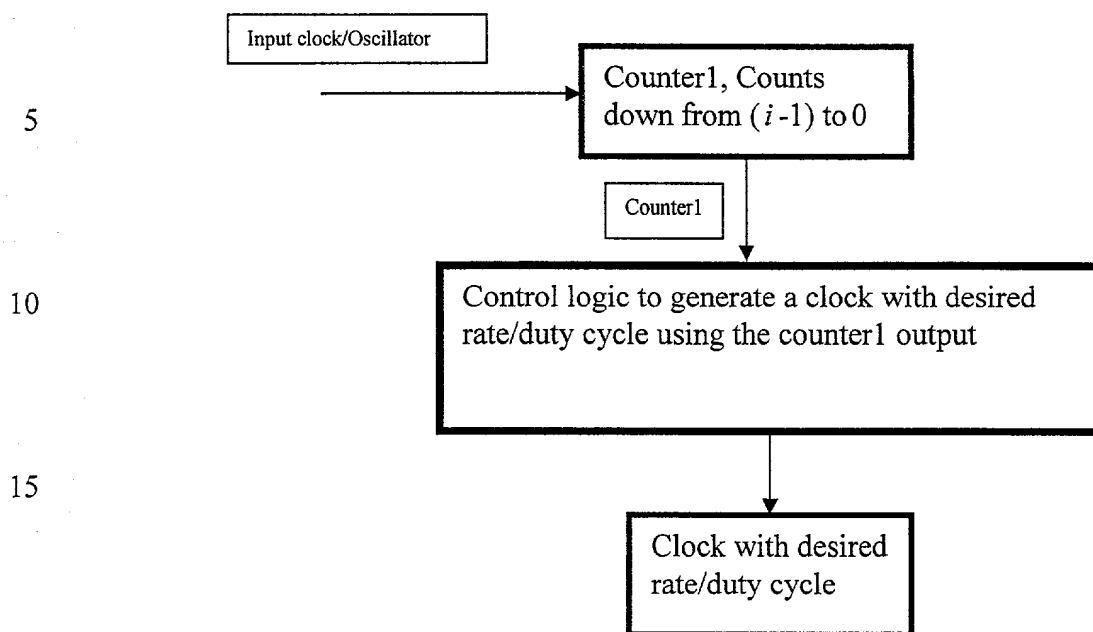 Input clock/Oscillator
Counter1, Counts
down from (i-1) to 0
5
Counter1
Control logic to generate a clock with desired
rate/duty cycle using the counter1 output
10
15
Clock with desired
rate/duty cycle